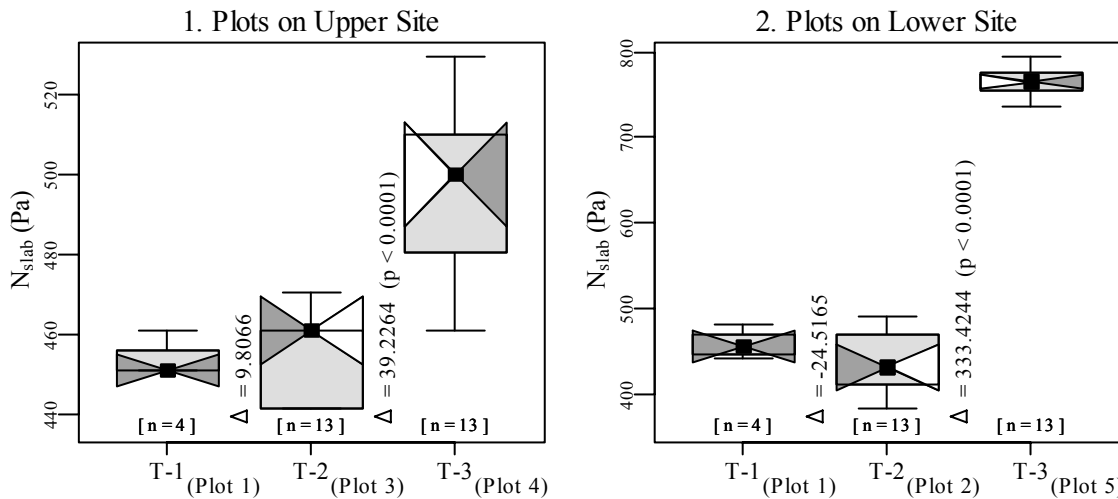 1. Plots on Upper Site
N_slab (Pa)
520
500
480
460
440
Δ = 9.8066
Δ = 39.2264 (p < 0.0001)
[ n = 4 ] [ n = 13 ] [ n = 13 ]
T-1 (Plot 1) T-2 (Plot 3) T-3 (Plot 4)
2. Plots on Lower Site
N_slab (Pa)
800
700
600
500
400
Δ = -24.5165
Δ = 333.4244 (p < 0.0001)
[ n = 4 ] [ n = 13 ] [ n = 13 ]
T-1 (Plot 1) T-2 (Plot 2) T-3 (Plot 5)